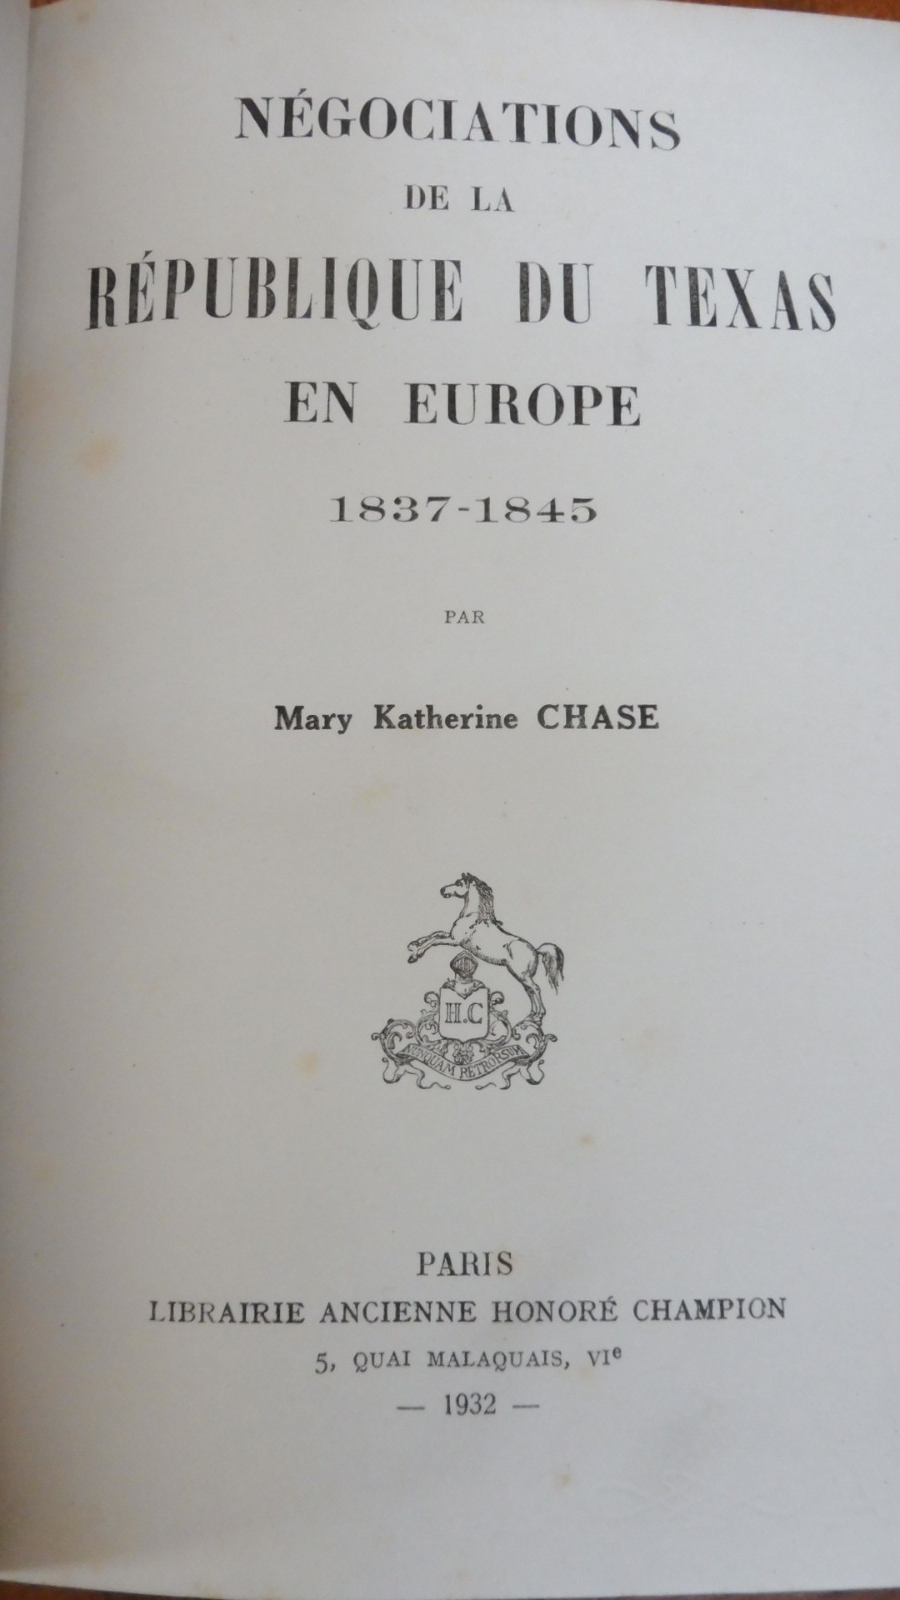 NÉGOCIATIONS
DE LA
RÉPUBLIQUE DU TEXAS
EN EUROPE
1837-1845
PAR
Mary Katherine CHASE
H.C
NUNQUAM RETRORSUM
PARIS
LIBRAIRIE ANCIENNE HONORÉ CHAMPION
5, QUAI MALAQUAIS, VIe
— 1932 —